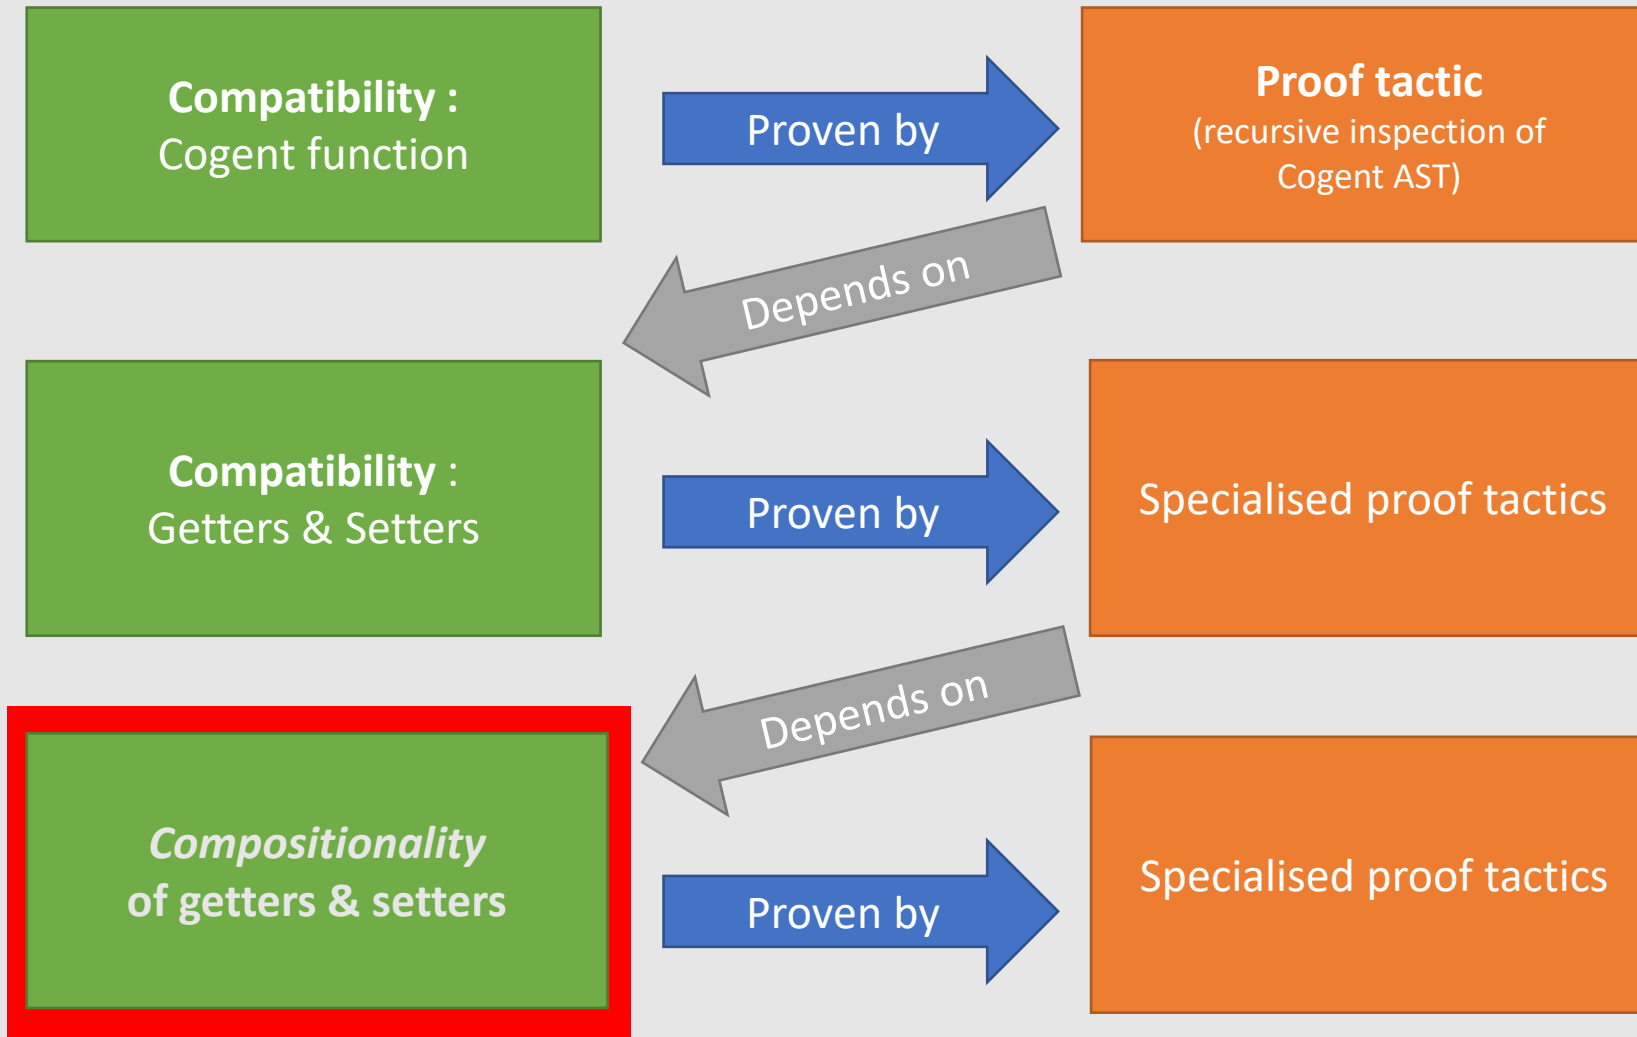 Compatibility :
Cogent function
Proven by
Proof tactic
(recursive inspection of
Cogent AST)
Depends on
Compatibility :
Getters & Setters
Proven by
Specialised proof tactics
Depends on
Compositionality
of getters & setters
Proven by
Specialised proof tactics